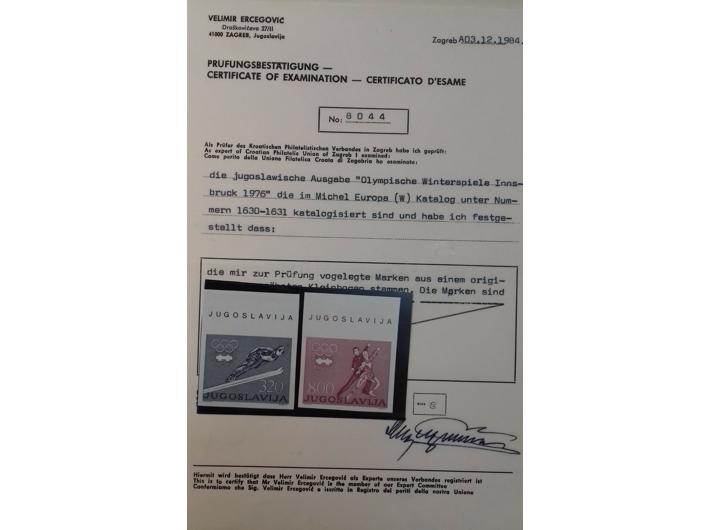 VELIMIR ERCEGOVIĆ
Draškovićeva 27/II
41000 ZAGREB, Jugoslavija
Zagreb A03.12.1984.
PRUFUNGSBESTÄTIGUNG —
CERTIFICATE OF EXAMINATION — CERTIFICATO D'ESAME
No: 8044
Als Prüfer des Kroatischen Philatelistischen Verbandes in Zagreb habe ich geprüft:
As expert of Croatian Philatelic Union of Zagreb I examined:
Come perito della Unione Filatelica Croata di Zagabria ho esaminato:
die jugoslawische Ausgabe "Olympische Winterspiele Inns-
bruck 1976" die im Michel Europa (W) Katalog unter Num-
mern 1630-1631 katalogisiert sind und habe ich festge-
stellt dass:
die mir zur Prüfung vogelegte Marken aus einem origi-
Kleinbogen stammen. Die Marken sind
JUGOSLAVIJA
JUGOSLAVIJA
3.20
JUGOSLAVIJA
8.00
JUGOSLAVIJA
Hiermit wird bestätigt dass Herr Velimir Ercegović als Experte unseres Verbandes registriert ist
This is to certify that Mr Velimir Ercegović is the member of our Expert Committee
Confermiamo che Sig. Velimir Ercegović e iscritto in Registro dei periti della nostra Unione